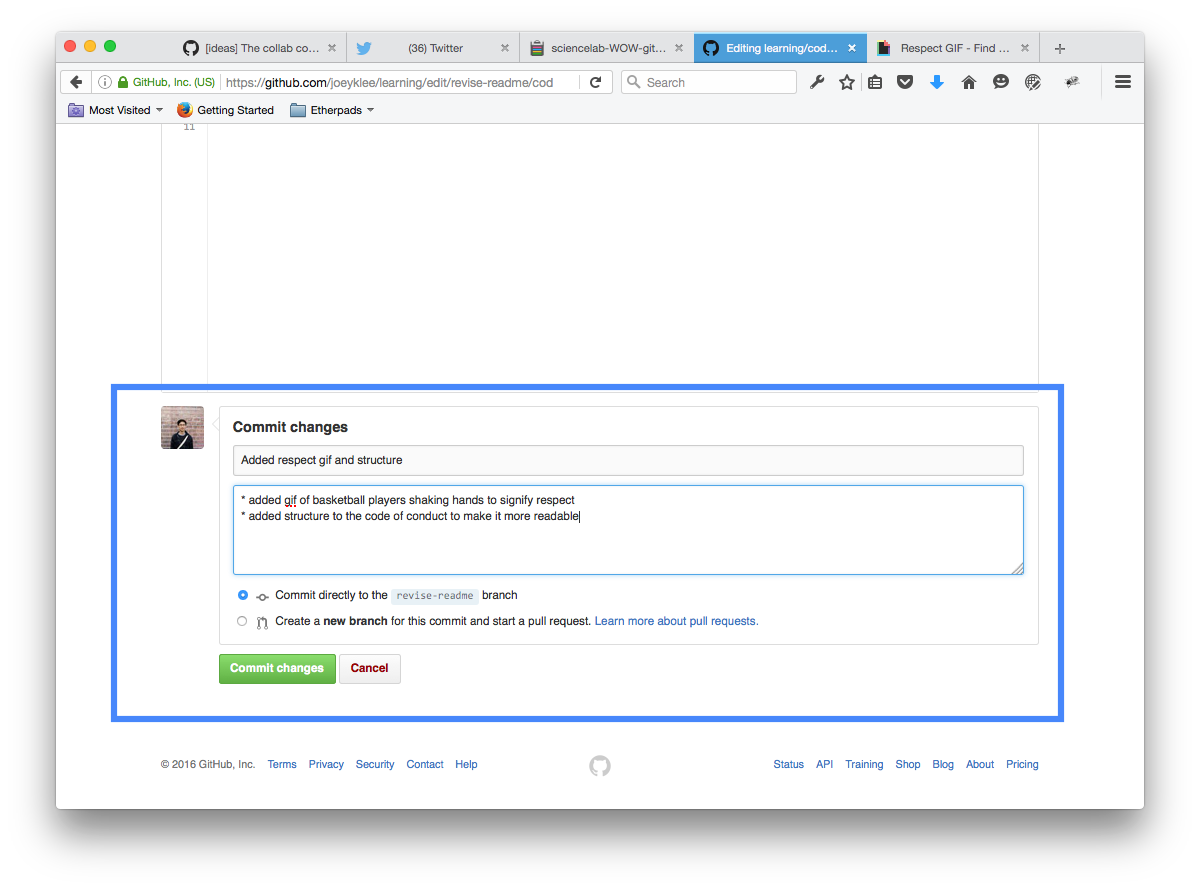 [ideas] The collab co...
(36) Twitter
sciencelab-WOW-git...
Editing learning/cod...
Respect GIF - Find ...
GitHub, Inc. (US)
https://github.com/joeyklee/learning/edit/revise-readme/cod
Search
Most Visited
Getting Started
Etherpads
11
Commit changes
Added respect gif and structure
* added gif of basketball players shaking hands to signify respect
* added structure to the code of conduct to make it more readable
Commit directly to the revise-readme branch
Create a new branch for this commit and start a pull request. Learn more about pull requests.
Commit changes
Cancel
© 2016 GitHub, Inc. Terms Privacy Security Contact Help
Status API Training Shop Blog About Pricing